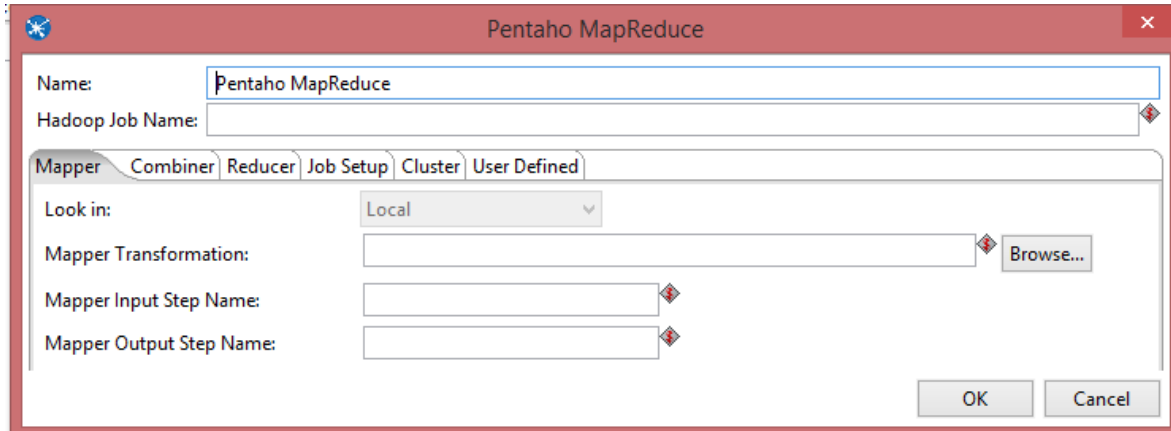 Pentaho MapReduce
Name: Pentaho MapReduce
Hadoop Job Name:
Mapper Combiner Reducer Job Setup Cluster User Defined
Look in: Local
Mapper Transformation: Browse...
Mapper Input Step Name:
Mapper Output Step Name:
OK Cancel